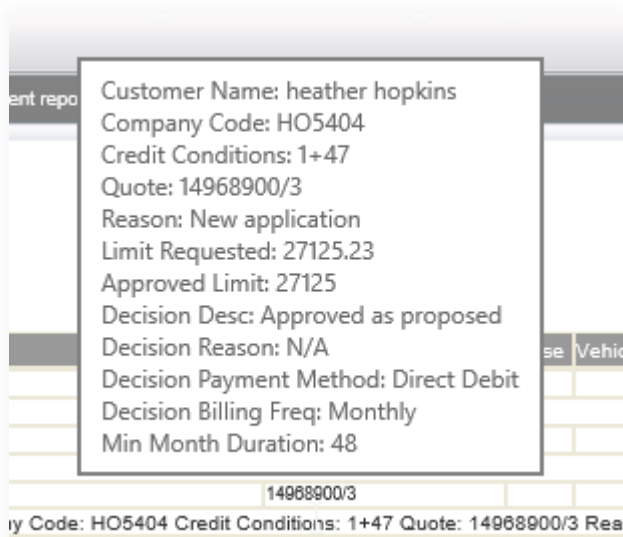 ent repo
Customer Name: heather hopkins
Company Code: HO5404
Credit Conditions: 1+47
Quote: 14968900/3
Reason: New application
Limit Requested: 27125.23
Approved Limit: 27125
Decision Desc: Approved as proposed
Decision Reason: N/A
se Vehic
Decision Payment Method: Direct Debit
Decision Billing Freq: Monthly
Min Month Duration: 48
14968900/3
y Code: HO5404 Credit Conditions: 1+47 Quote: 14968900/3 Rea